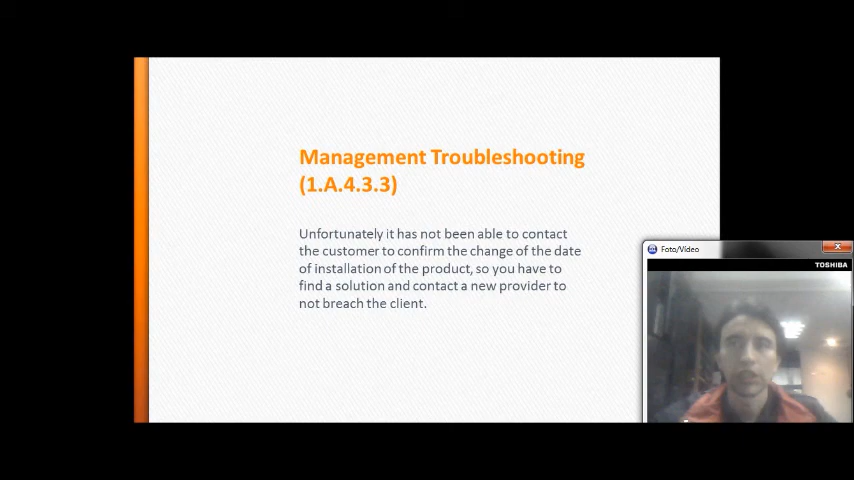 Management Troubleshooting
(1.A.4.3.3)
Unfortunately it has not been able to contact
the customer to confirm the change of the date
of installation of the product, so you have to
find a solution and contact a new provider to
not breach the client.
Foto/Vídeo
TOSHIBA